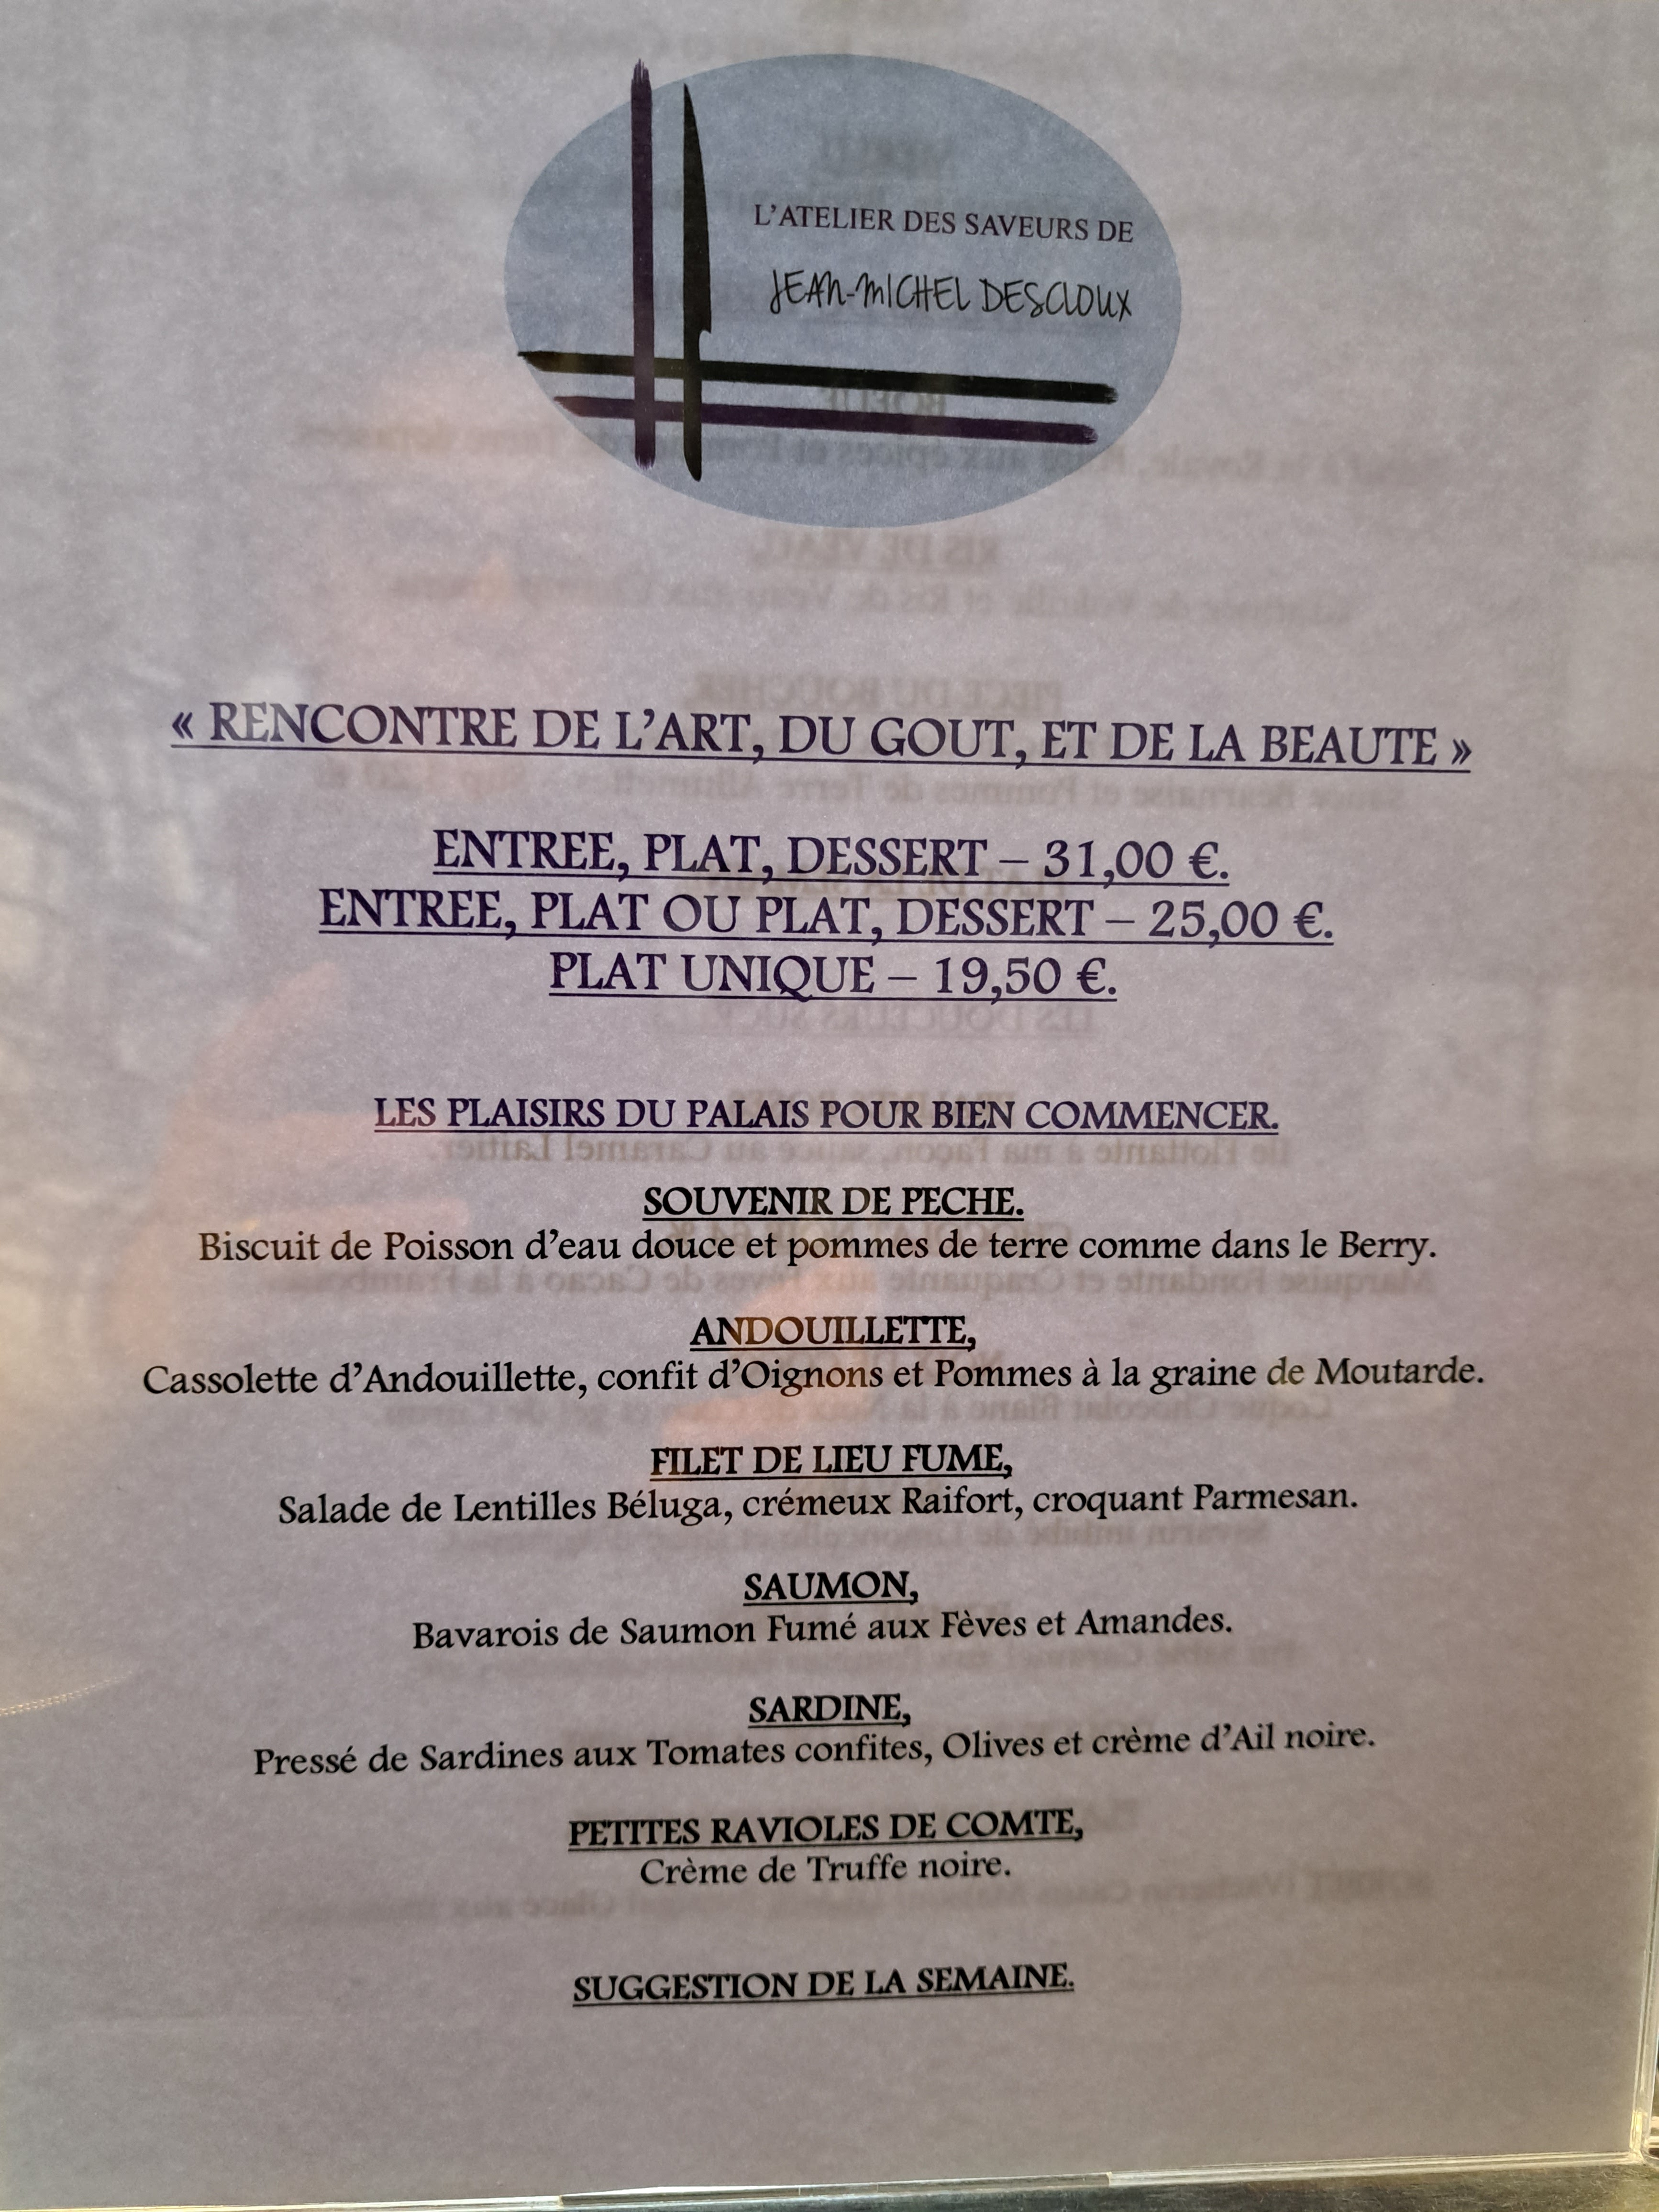 L'ATELIER DES SAVEURS DE
JEAN-MICHEL DESCLOUX
« RENCONTRE DE L'ART, DU GOUT, ET DE LA BEAUTE »
ENTREE, PLAT, DESSERT – 31,00 €.
ENTREE, PLAT OU PLAT, DESSERT – 25,00 €.
PLAT UNIQUE – 19,50 €.
LES PLAISIRS DU PALAIS POUR BIEN COMMENCER.
SOUVENIR DE PECHE.
Biscuit de Poisson d'eau douce et pommes de terre comme dans le Berry.
ANDOUILLETTE,
Cassolette d'Andouillette, confit d'Oignons et Pommes à la graine de Moutarde.
FILET DE LIEU FUME,
Salade de Lentilles Béluga, crémeux Raifort, croquant Parmesan.
SAUMON,
Bavarois de Saumon Fumé aux Fèves et Amandes.
SARDINE,
Pressé de Sardines aux Tomates confites, Olives et crème d'Ail noire.
PETITES RAVIOLES DE COMTE,
Crème de Truffe noire.
SUGGESTION DE LA SEMAINE.